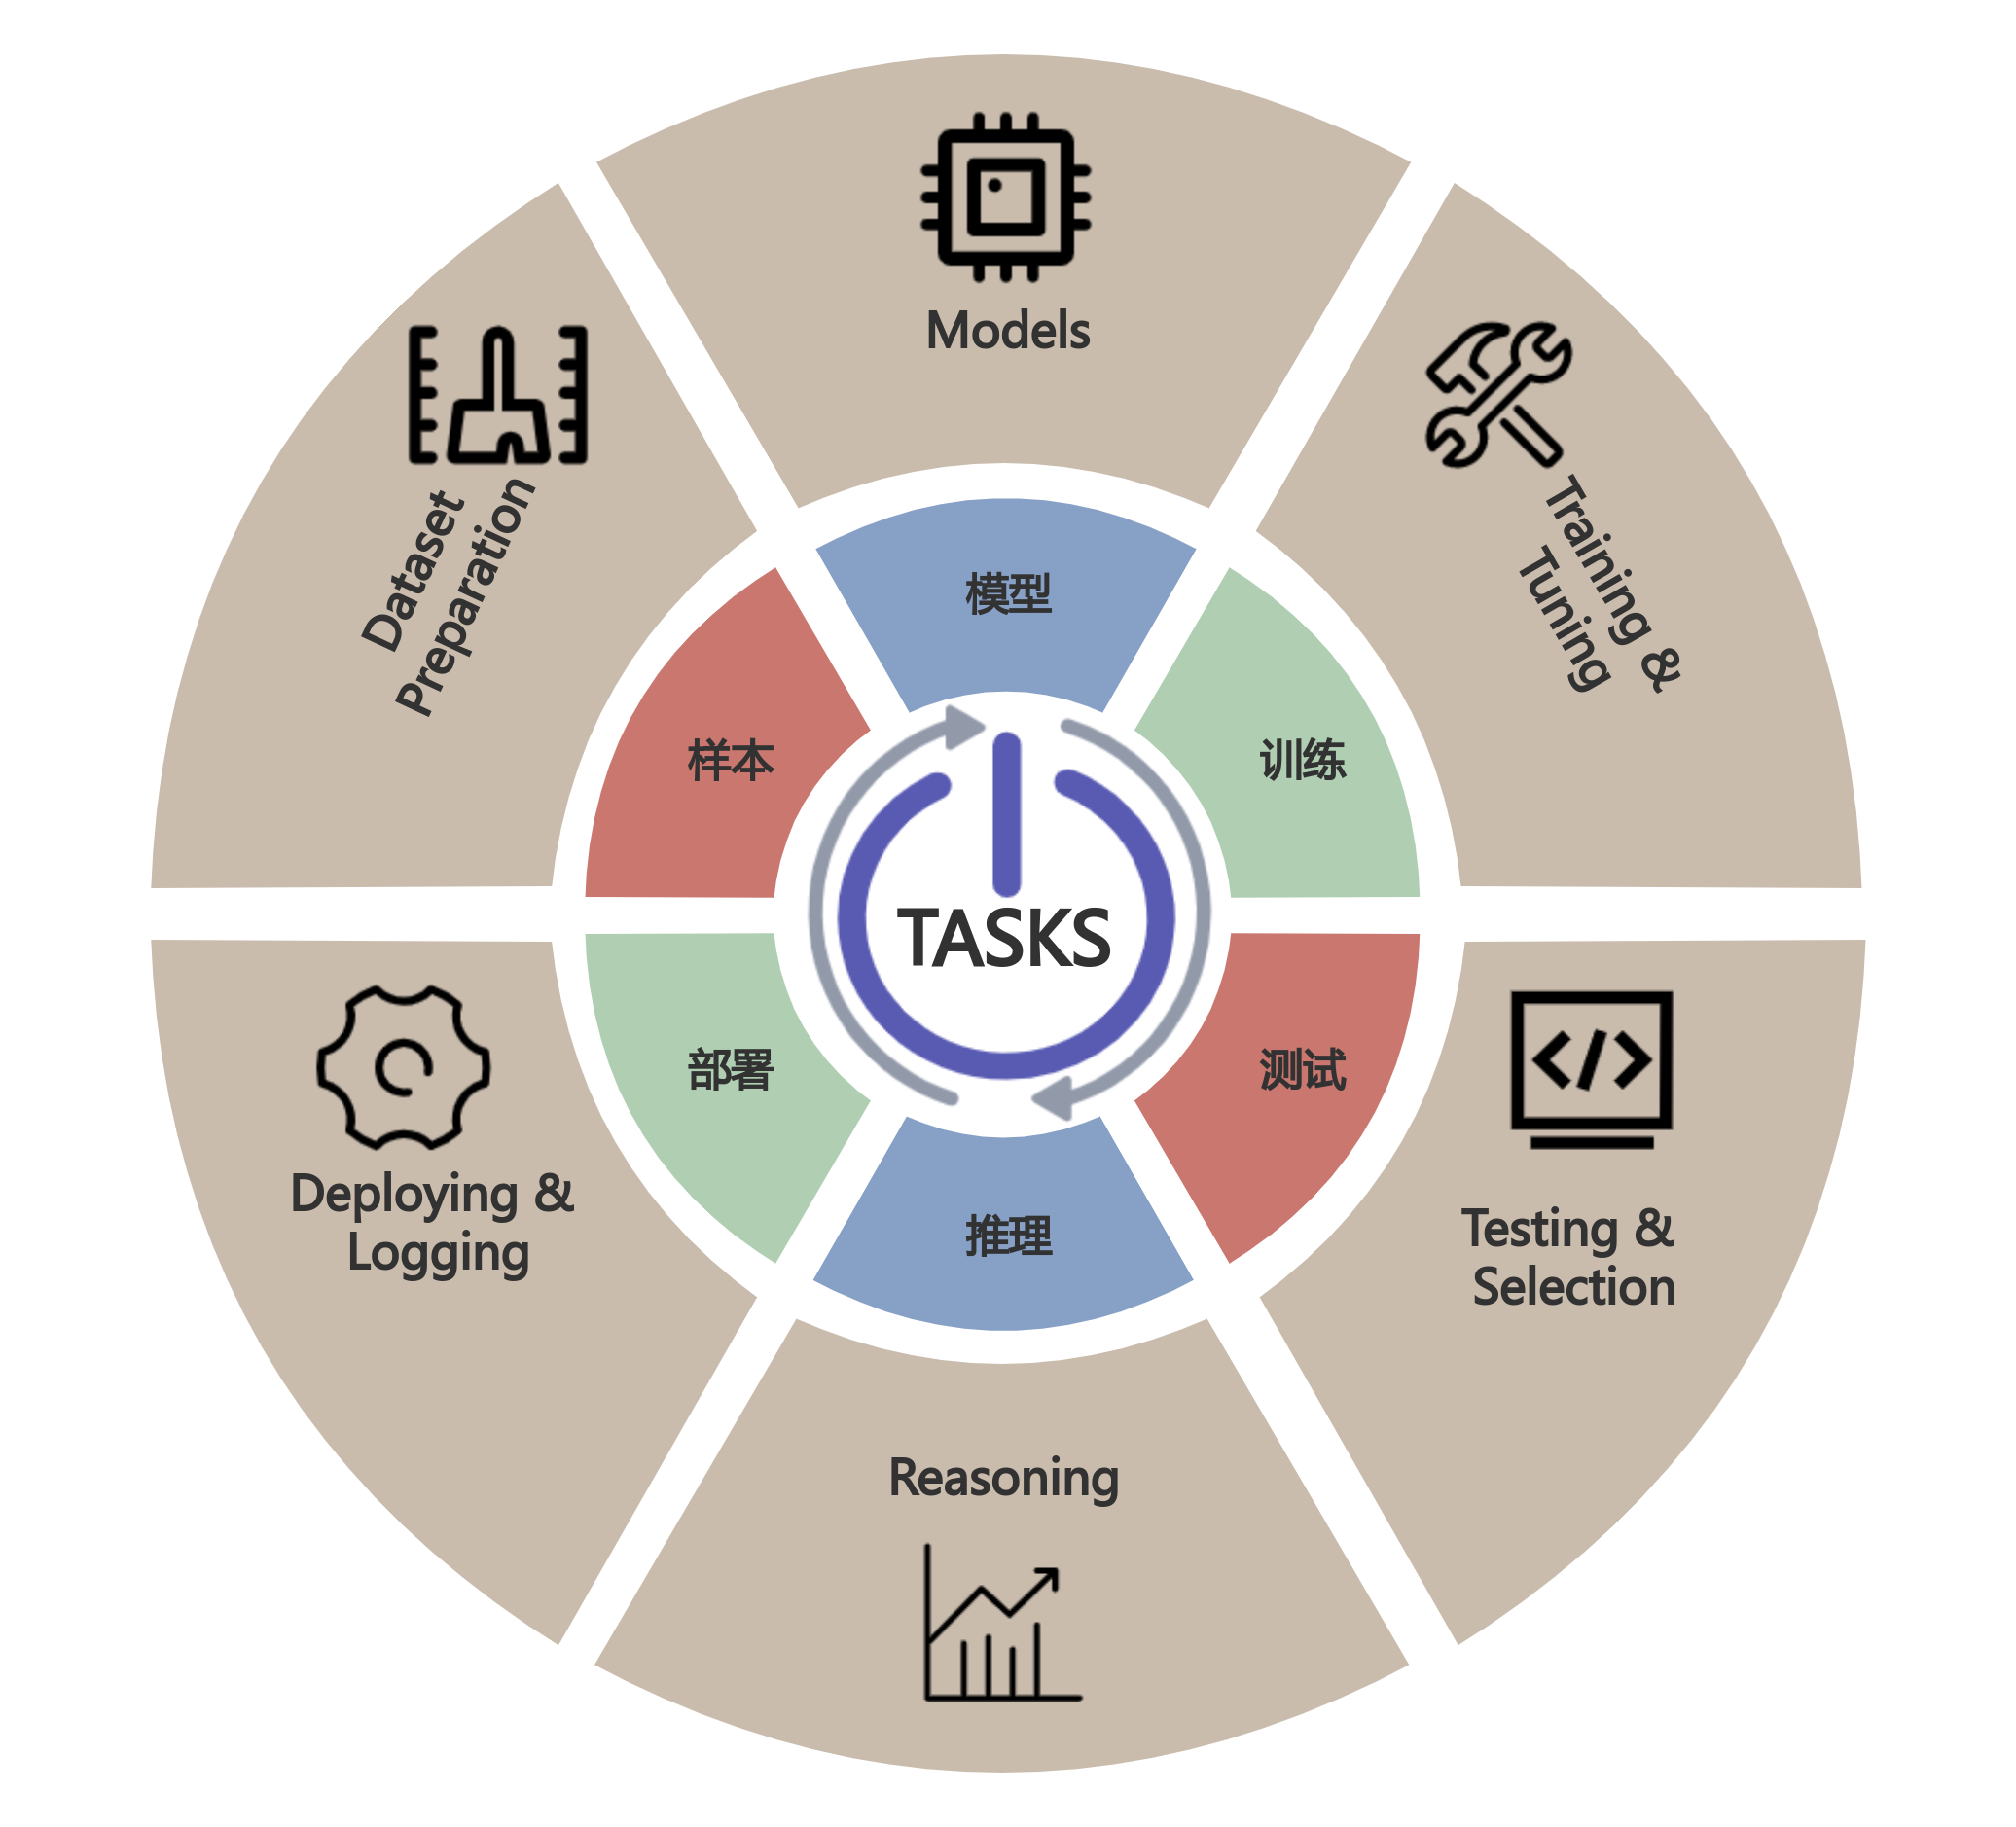 Models
Dataset
Preparation
Training &
Tuning
模型
样本
训练
TASKS
部署
测试
Deploying &
Logging
Testing &
Selection
推理
Reasoning